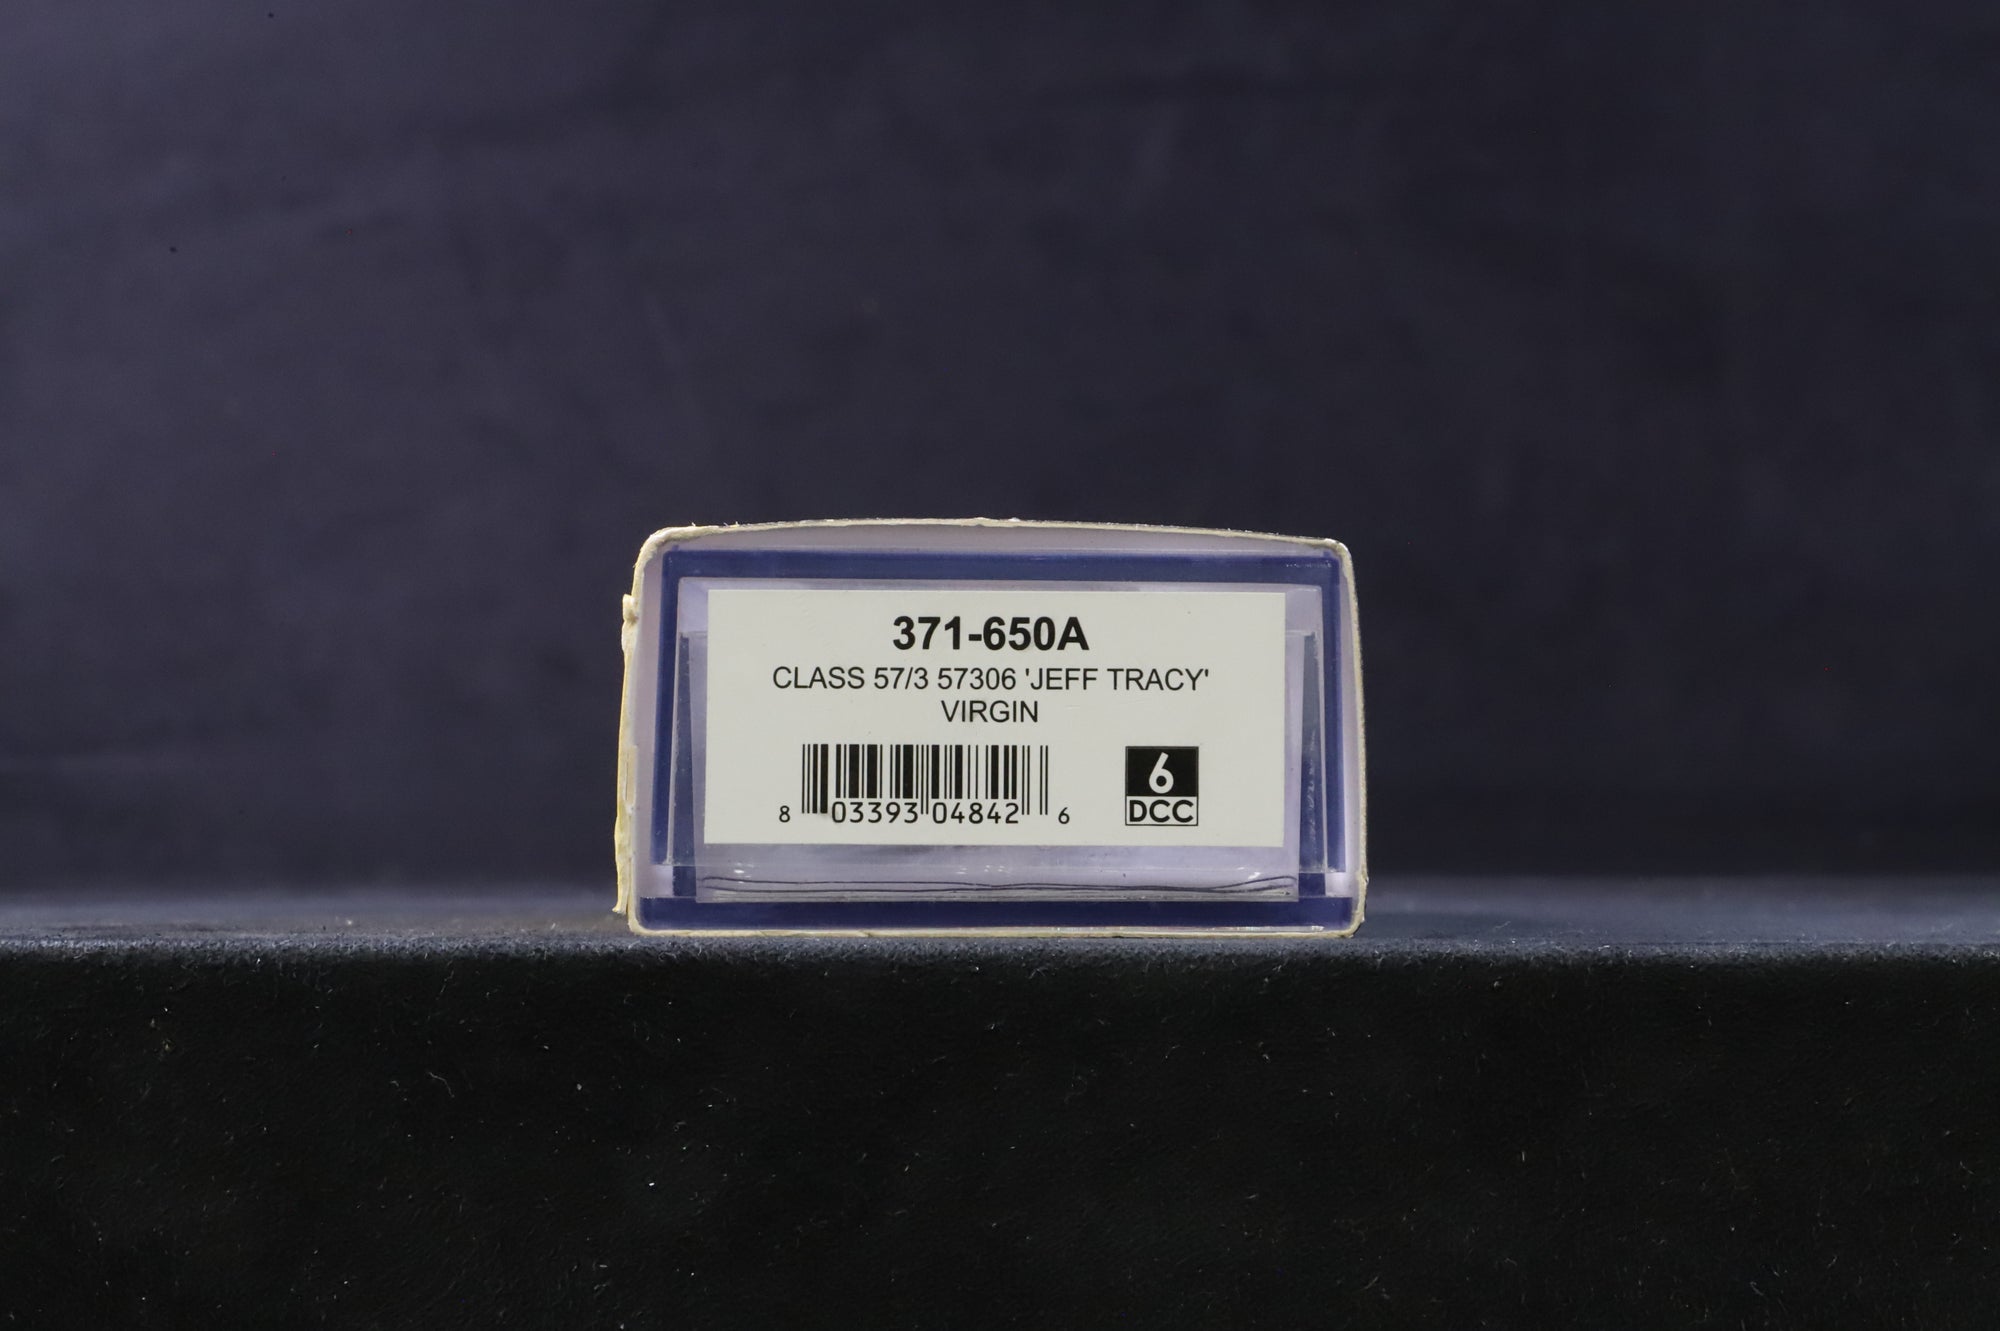 371-650A
CLASS 57/3 57306 'JEFF TRACY'
VIRGIN
8 03393 04842 6
6
DCC